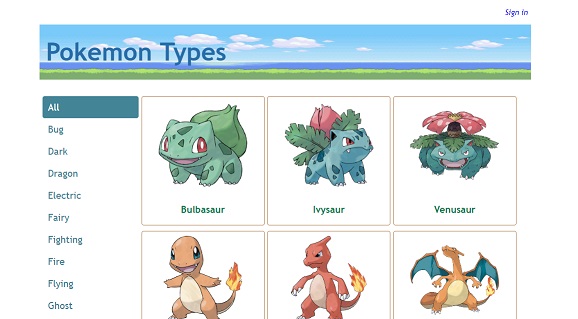 Sign in
Pokemon Types
All
Bug
Dark
Dragon
Electric
Fairy
Fighting
Fire
Flying
Ghost
Bulbasaur
Ivysaur
Venusaur